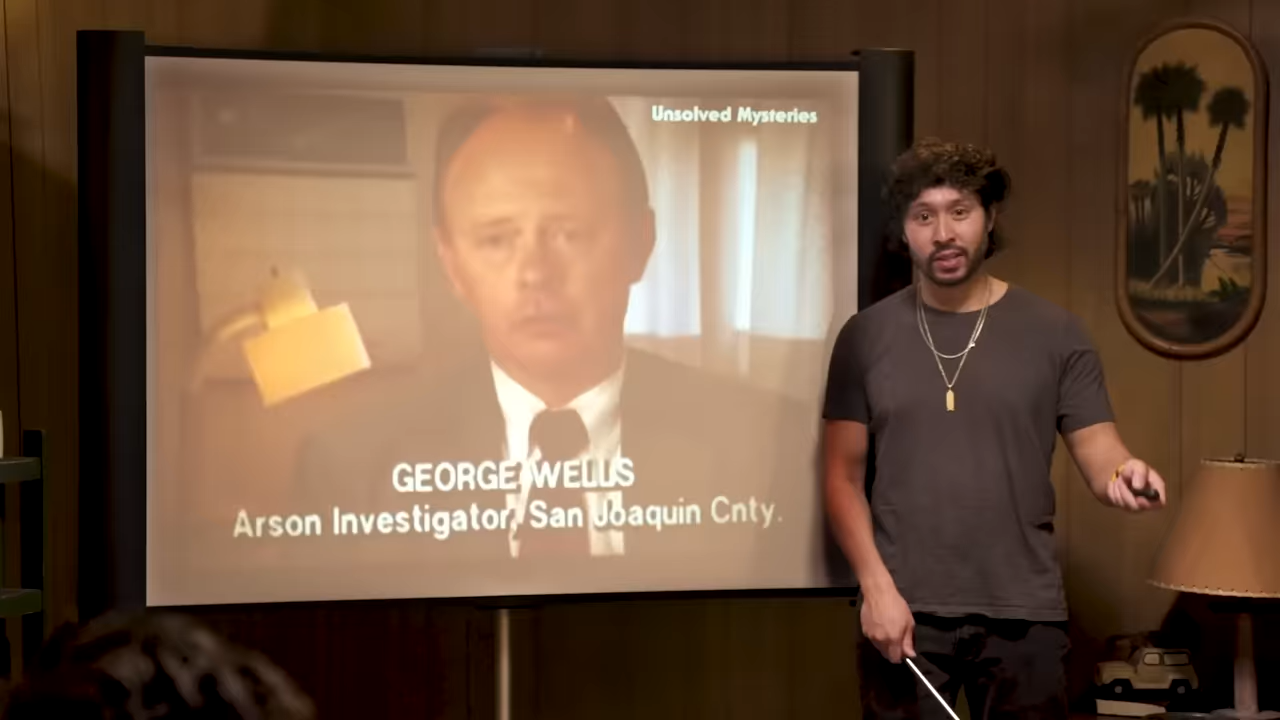 Unsolved Mysteries
GEORGE WELLS
Arson Investigator, San Joaquin Cnty.